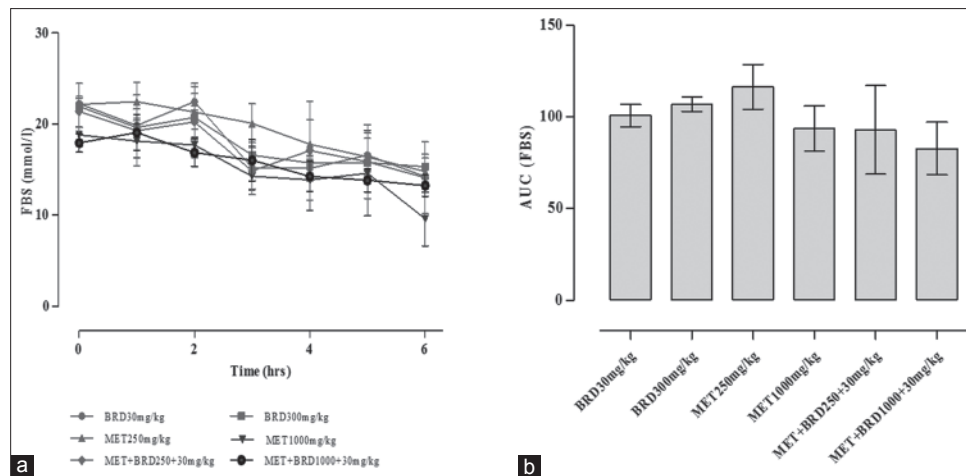 30
20
10
0
FBS (mmol/l)
0 2 4 6
Time (hrs)
BRD30mg/kg
BRD300mg/kg
MET250mg/kg
MET1000mg/kg
MET+BRD250+30mg/kg
MET+BRD1000+30mg/kg
a
150
100
50
0
AUC (FBS)
BRD30mg/kg
BRD300mg/kg
MET250mg/kg
MET1000mg/kg
MET+BRD250+30mg/kg
MET+BRD1000+30mg/kg
b